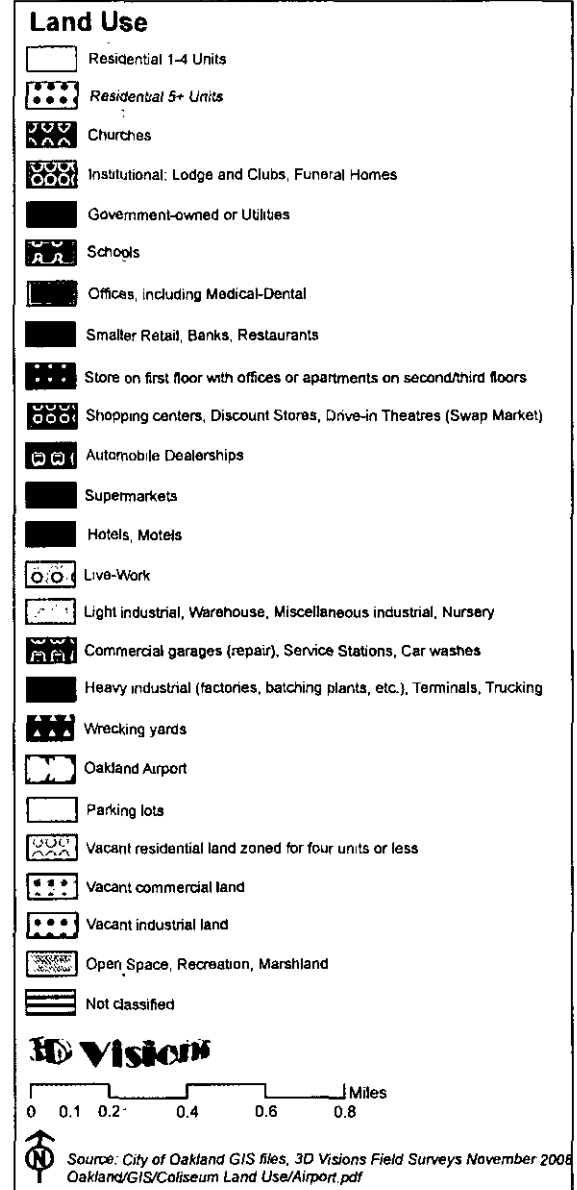 Land Use
Residential 1-4 Units
Residential 5+ Units
Churches
Institutional: Lodge and Clubs, Funeral Homes
Government-owned or Utilities
Schools
Offices, including Medical-Dental
Smaller Retail, Banks, Restaurants
Store on first floor with offices or apartments on second/third floors
Shopping centers, Discount Stores, Drive-in Theatres (Swap Market)
Automobile Dealerships
Supermarkets
Hotels, Motels
Live-Work
Light industrial, Warehouse, Miscellaneous industrial, Nursery
Commercial garages (repair), Service Stations, Car washes
Heavy industrial (factories, batching plants, etc.), Terminals, Trucking
Wrecking yards
Oakland Airport
Parking lots
Vacant residential land zoned for four units or less
Vacant commercial land
Vacant industrial land
Open Space, Recreation, Marshland
Not classified
3D Visions
Miles
0 0.1 0.2 0.4 0.6 0.8
N
Source: City of Oakland GIS files, 3D Visions Field Surveys November 2008
Oakland/GIS/Coliseum Land Use/Airport.pdf